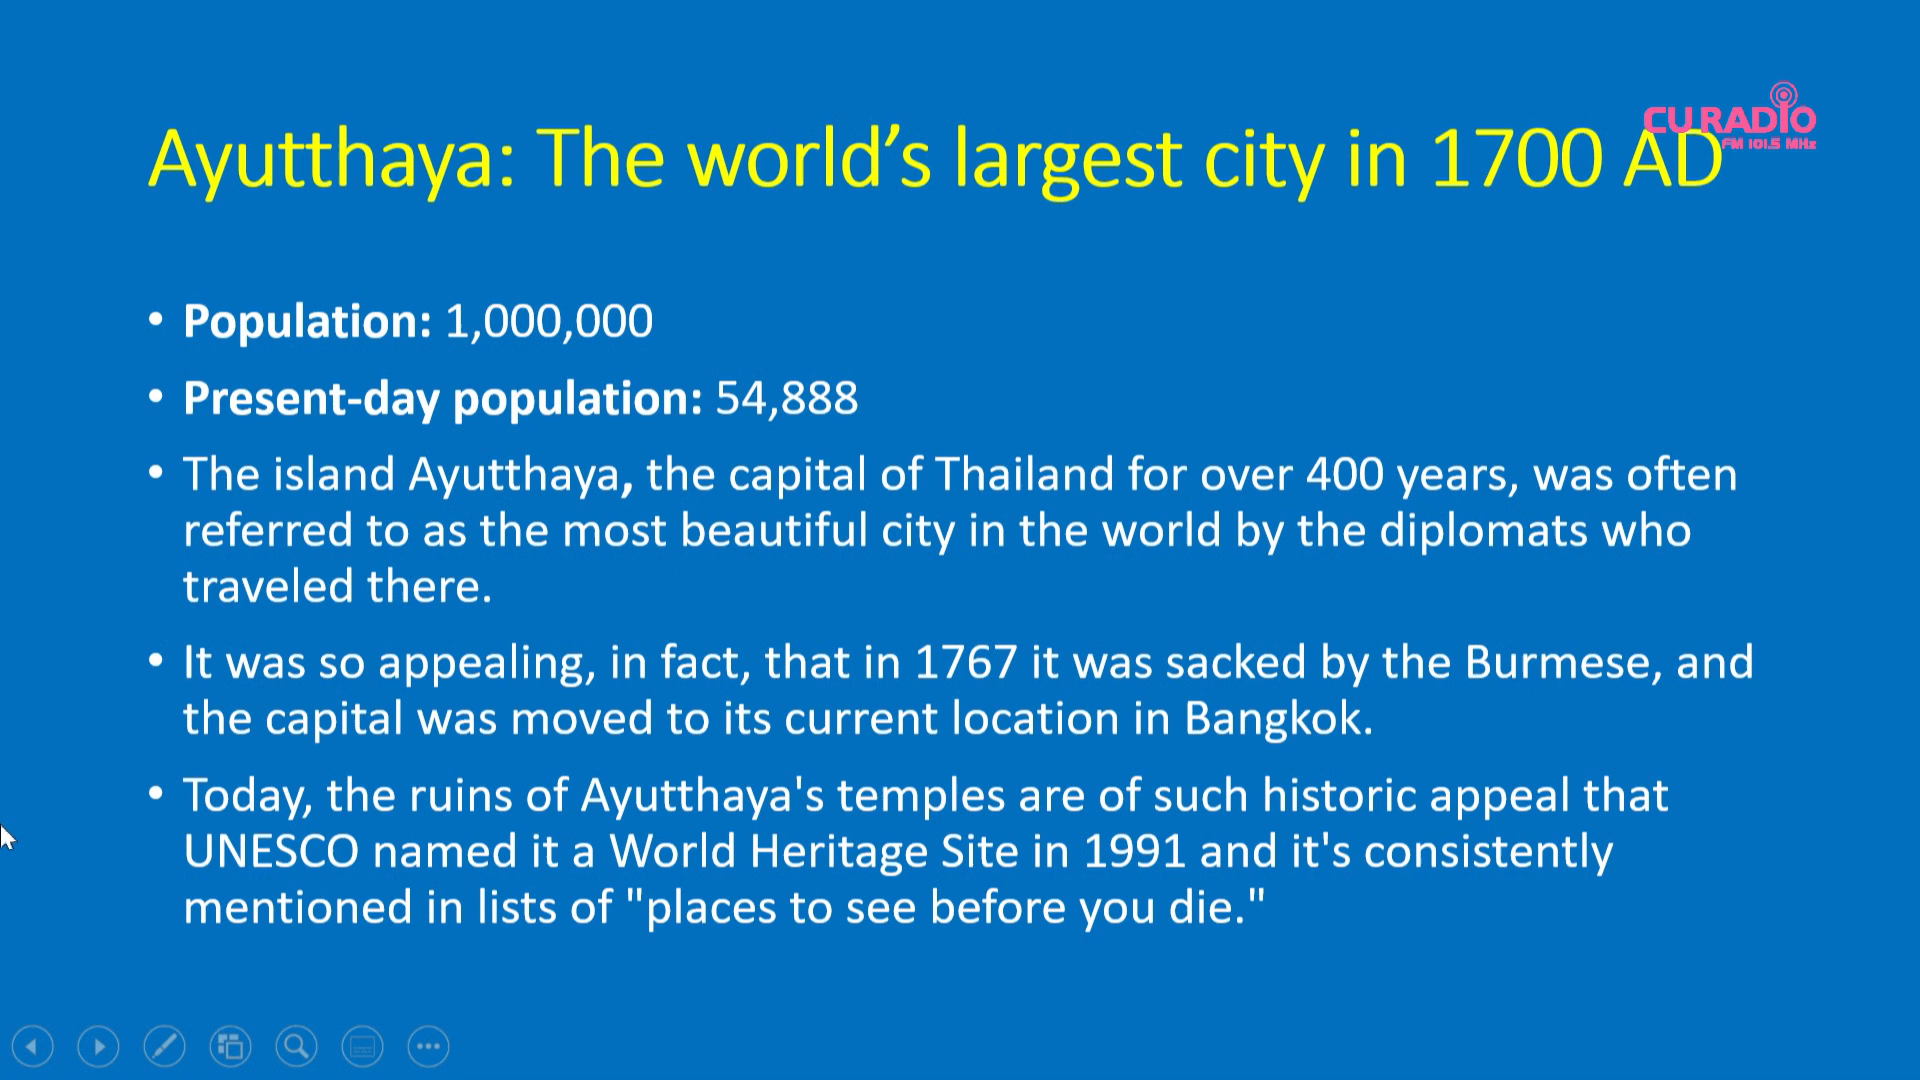 CU RADIO
FM 101.5 MHz
Ayutthaya: The world’s largest city in 1700 AD
• Population: 1,000,000
• Present-day population: 54,888
• The island Ayutthaya, the capital of Thailand for over 400 years, was often
referred to as the most beautiful city in the world by the diplomats who
traveled there.
• It was so appealing, in fact, that in 1767 it was sacked by the Burmese, and
the capital was moved to its current location in Bangkok.
• Today, the ruins of Ayutthaya's temples are of such historic appeal that
UNESCO named it a World Heritage Site in 1991 and it's consistently
mentioned in lists of "places to see before you die."